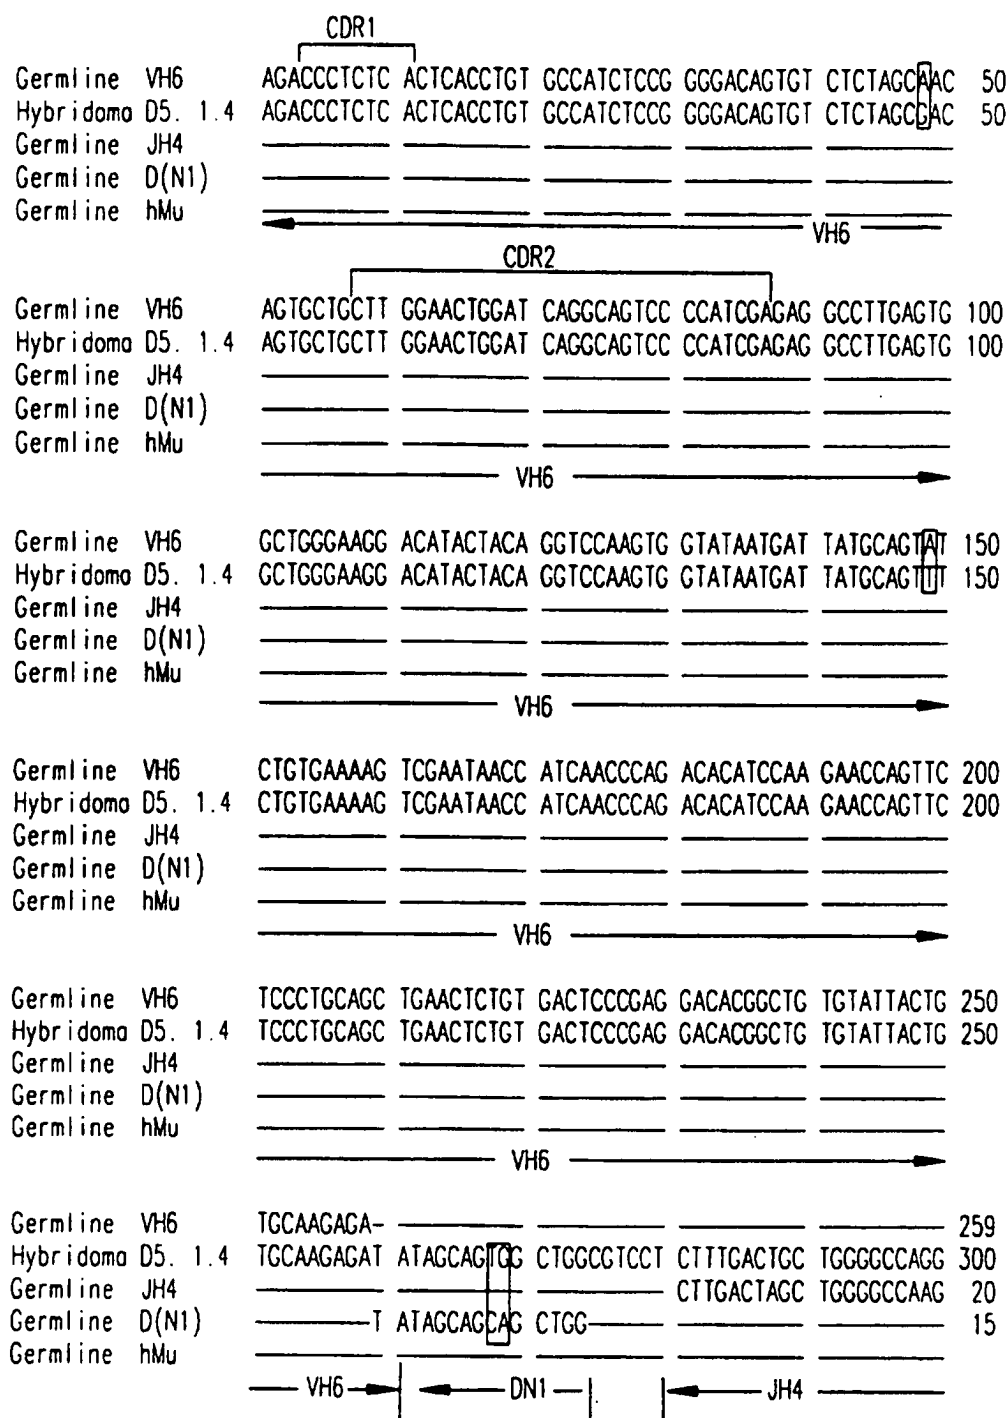 CDR1
Germline VH6 AGACCCTCTC ACTCACCTGT GCCATCTCCG GGGACAGTGT CTCTAGCAAC 50
Hybridoma D5. 1.4 AGACCCTCTC ACTCACCTGT GCCATCTCCG GGGACAGTGT CTCTAGCGAC 50
Germline JH4
Germline D(N1)
Germline hMu
VH6
CDR2
Germline VH6 AGTGCTGCTT GGAACTGGAT CAGGCAGTCC CCATCGAGAG GCCTTGAGTG 100
Hybridoma D5. 1.4 AGTGCTGCTT GGAACTGGAT CAGGCAGTCC CCATCGAGAG GCCTTGAGTG 100
Germline JH4
Germline D(N1)
Germline hMu
VH6
Germline VH6 GCTGGGAAGG ACATACTACA GGTCCAAGTG GTATAATGAT TATGCAGTAT 150
Hybridoma D5. 1.4 GCTGGGAAGG ACATACTACA GGTCCAAGTG GTATAATGAT TATGCAGTTT 150
Germline JH4
Germline D(N1)
Germline hMu
VH6
Germline VH6 CTGTGAAAAG TCGAATAACC ATCAACCCAG ACACATCCAA GAACCAGTTC 200
Hybridoma D5. 1.4 CTGTGAAAAG TCGAATAACC ATCAACCCAG ACACATCCAA GAACCAGTTC 200
Germline JH4
Germline D(N1)
Germline hMu
VH6
Germline VH6 TCCCTGCAGC TGAACTCTGT GACTCCCGAG GACACGGCTG TGTATTACTG 250
Hybridoma D5. 1.4 TCCCTGCAGC TGAACTCTGT GACTCCCGAG GACACGGCTG TGTATTACTG 250
Germline JH4
Germline D(N1)
Germline hMu
VH6
Germline VH6 TGCAAGAGA- 259
Hybridoma D5. 1.4 TGCAAGAGAT ATAGCAGTGG CTGGCGTCCT CTTTGACTGC TGGGGCCAGG 300
Germline JH4 CTTGACTAGC TGGGGCCAAG 20
Germline D(N1) T ATAGCAGCAG CTGG 15
Germline hMu
VH6 DN1 JH4